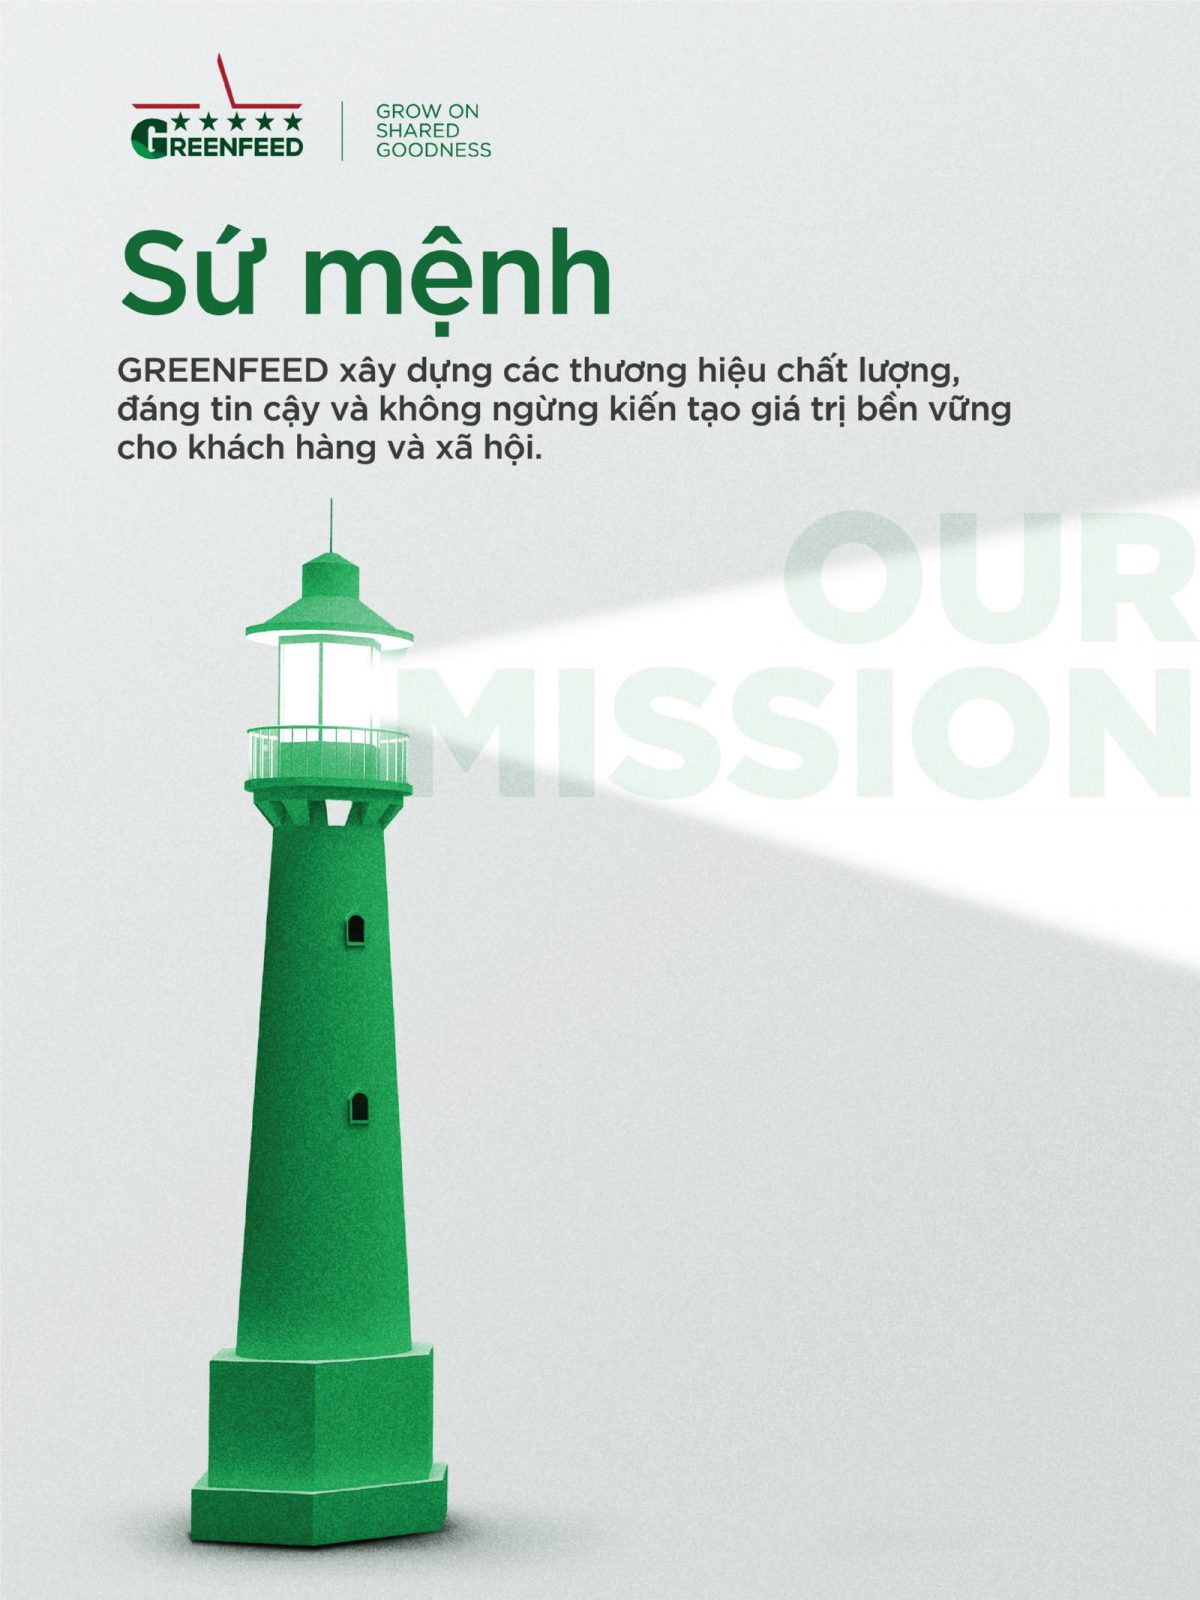 GREENFEED
GROW ON
SHARED
GOODNESS
Sứ mệnh
GREENFEED xây dựng các thương hiệu chất lượng,
đáng tin cậy và không ngừng kiến tạo giá trị bền vững
cho khách hàng và xã hội.
OUR
MISSION